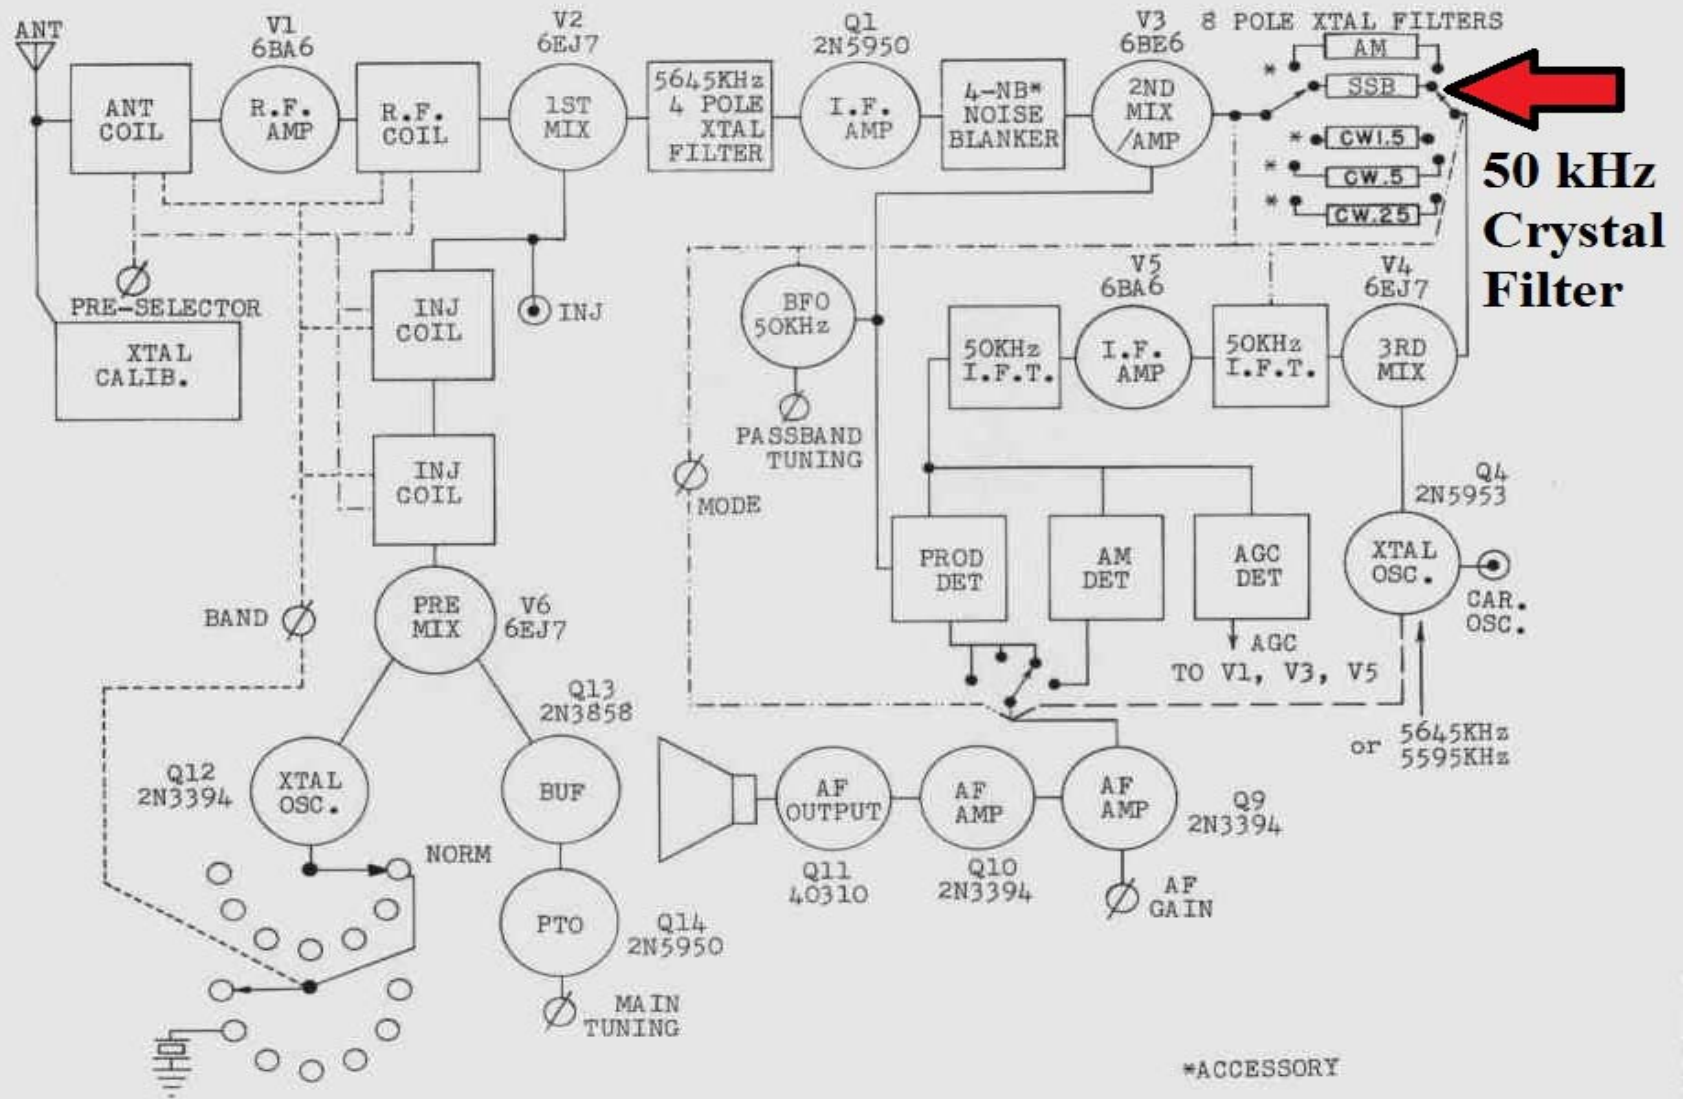 ANT
V1
6BA6
V2
6EJ7
Q1
2N5950
V3
6BE6
8 POLE XTAL FILTERS
AM
SSB
CW1.5
CW.5
CW.25
*
*
*
*
ANT
COIL
R.F.
AMP
R.F.
COIL
1ST
MIX
5645KHz
4 POLE
XTAL
FILTER
I.F.
AMP
4-NB*
NOISE
BLANKER
2ND
MIX
/AMP
50 kHz
Crystal
Filter
PRE-SELECTOR
XTAL
CALIB.
INJ
COIL
INJ
BFO
50KHz
V5
6BA6
V4
6EJ7
50KHz
I.F.T.
I.F.
AMP
50KHz
I.F.T.
3RD
MIX
PASSBAND
TUNING
INJ
COIL
MODE
Q4
2N5953
PROD
DET
AM
DET
AGC
DET
XTAL
OSC.
CAR.
OSC.
BAND
PRE
MIX
V6
6EJ7
AGC
TO V1, V3, V5
or 5645KHz
5595KHz
Q13
2N3858
Q12
2N3394
XTAL
OSC.
BUF
AF
OUTPUT
AF
AMP
AF
AMP
Q9
2N3394
NORM
Q11
40310
Q10
2N3394
AF
GAIN
PTO
Q14
2N5950
MAIN
TUNING
*ACCESSORY